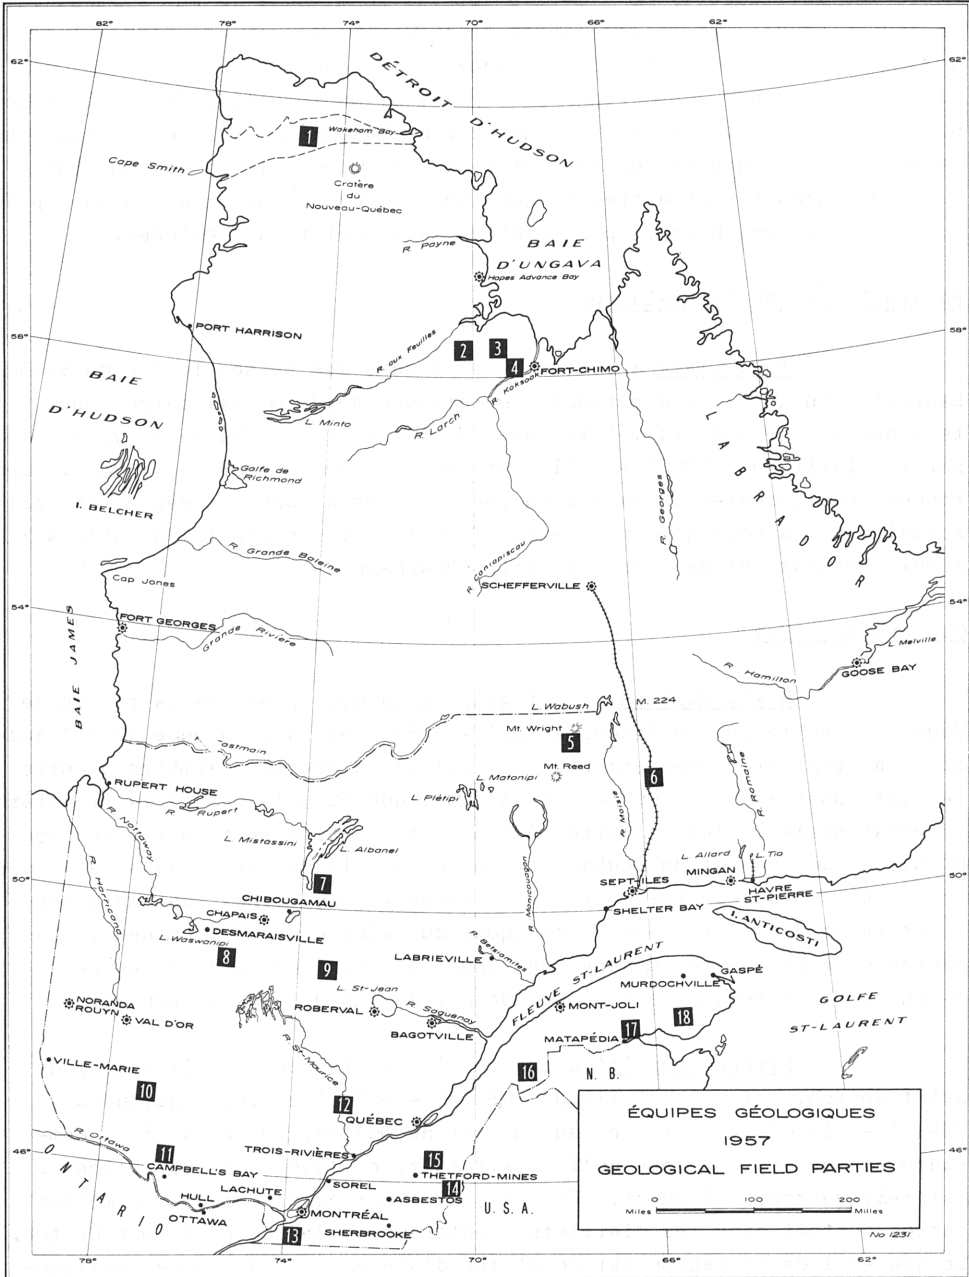 82°
78°
74°
70°
66°
62°
62°
62°
DÉTROIT D'HUDSON
1
Wakeham Bay
Cape Smith
Cratère
du
Nouveau-Québec
R. Payne
BAIE
D'UNGAVA
Hopes Advance Bay
58°
58°
PORT HARRISON
R. aux Feuilles
2
3
4
FORT-CHIMO
R. Koksoak
BAIE
D'HUDSON
L. Minto
R. Larch
LABRADOR
Golfe de
Richmond
I. BELCHER
R. Georges
R. Grande Baleine
R. Caniapiscau
Cap Jones
SCHEFFERVILLE
54°
54°
FORT GEORGES
Grande Rivière
BAIE JAMES
L. Melville
R. Hamilton
GOOSE BAY
L. Wabush
M. 224
Mt. Wright
5
R. Eastmain
6
Mt. Reed
L. Matonipi
L. Plétipi
R. Romaine
RUPERT HOUSE
R. Rupert
R. Moisie
R. Nottaway
L. Mistassini
L. Albanel
R. Harricana
L. Allard
L. Tio
MINGAN
R. Manicouagan
50°
50°
7
SEPT-ILES
HAVRE
ST-PIERRE
CHIBOUGAMAU
SHELTER BAY
CHAPAIS
DESMARAISVILLE
I. ANTICOSTI
L. Waswanipi
8
9
R. Betsiamites
LABRIEVILLE
FLEUVE ST-LAURENT
GASPÉ
MURDOCHVILLE
L. St-Jean
NORANDA
ROUYN
VAL D'OR
ROBERVAL
R. Saguenay
BAGOTVILLE
MONT-JOLI
GOLFE
ST-LAURENT
18
17
MATAPÉDIA
R. St-Maurice
VILLE-MARIE
16
N. B.
10
12
QUÉBEC
R. Ottawa
11
TROIS-RIVIÈRES
15
CAMPBELL'S BAY
THETFORD-MINES
14
ONTARIO
LACHUTE
SOREL
HULL
ASBESTOS
U. S. A.
OTTAWA
MONTRÉAL
13
SHERBROOKE
46°
46°
ÉQUIPES GÉOLOGIQUES
1957
GEOLOGICAL FIELD PARTIES
0 100 200
Miles Miles
No 1231
78°
74°
70°
66°
62°